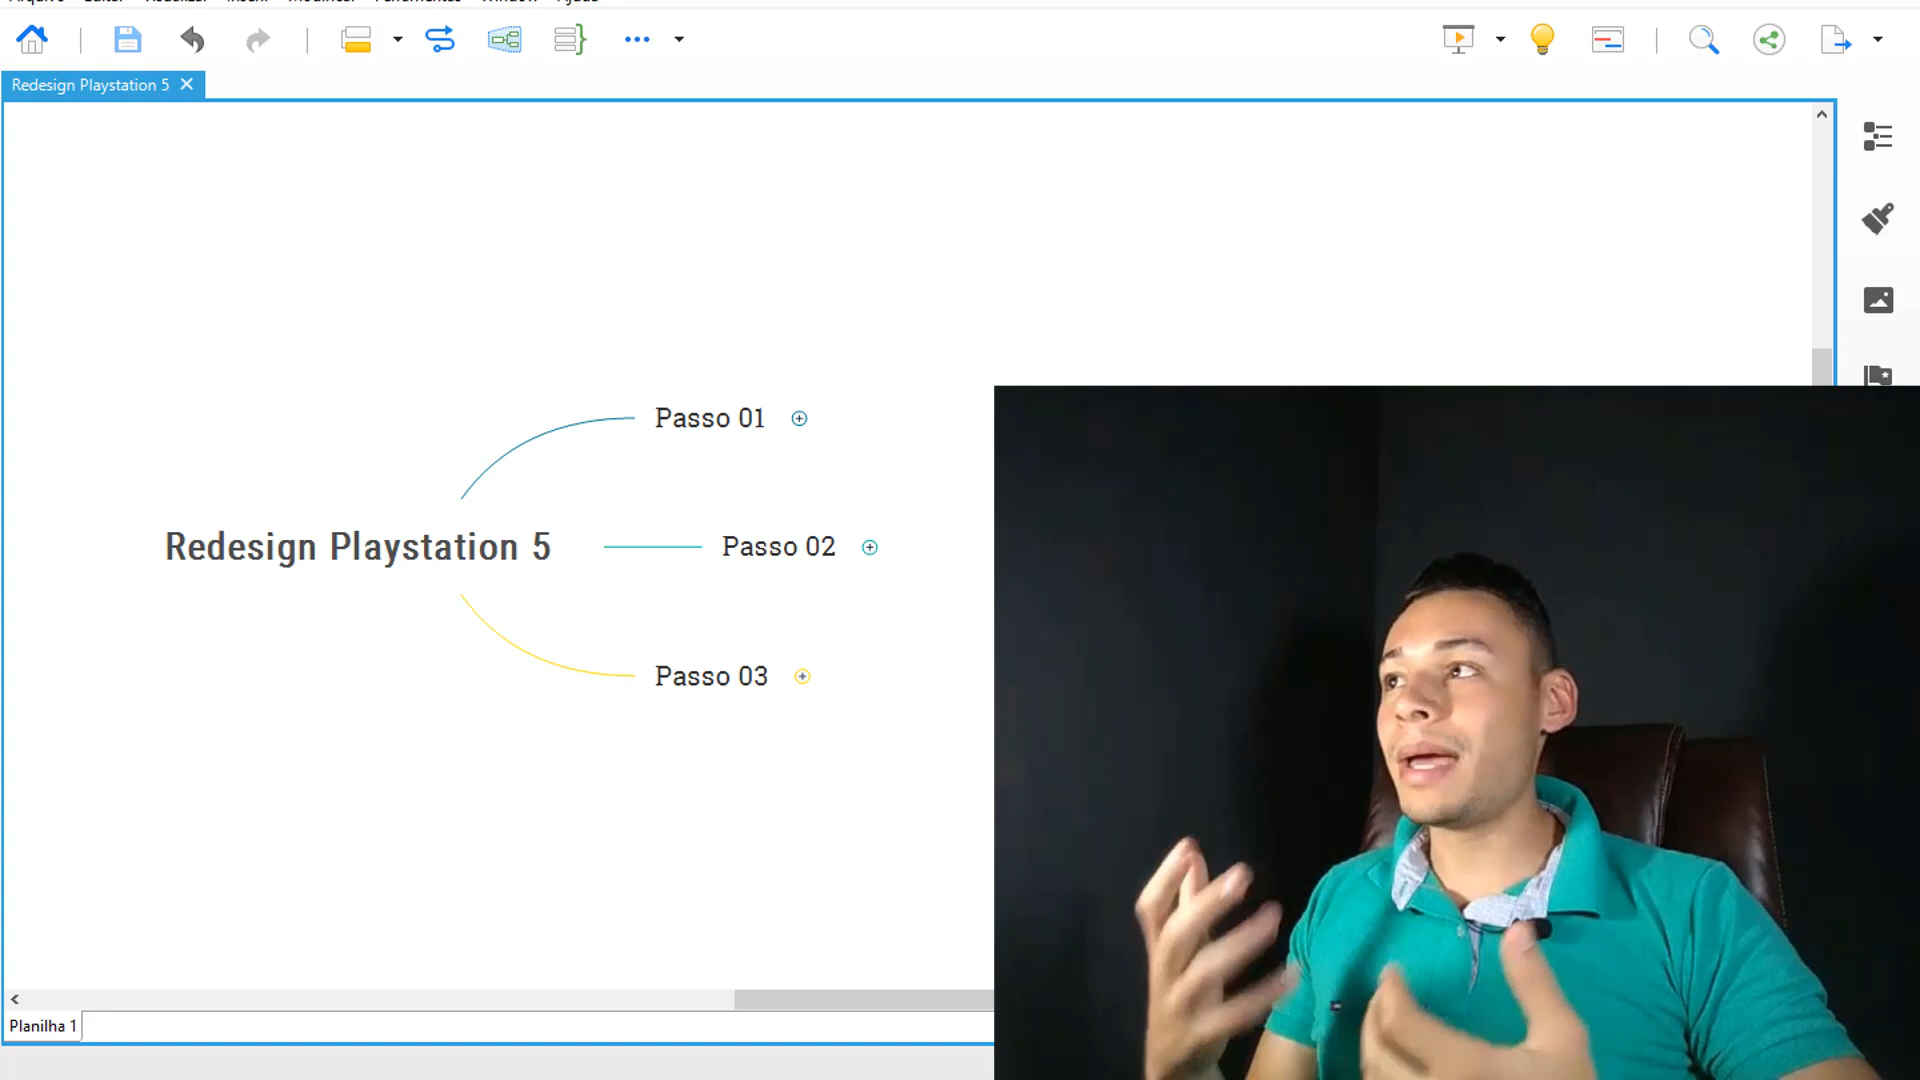 Redesign Playstation 5
Passo 01
Redesign Playstation 5
Passo 02
Passo 03
Planilha 1